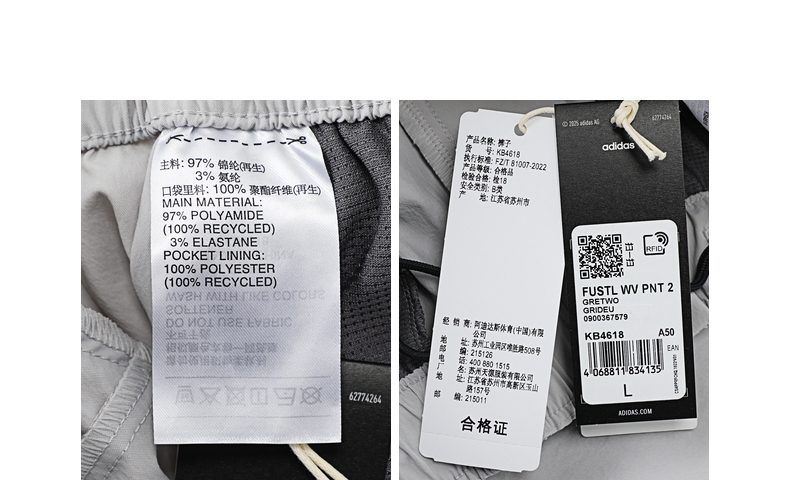 主料: 97% 锦纶(再生)
3% 氨纶
口袋里料: 100% 聚酯纤维(再生)
MAIN MATERIAL:
97% POLYAMIDE
(100% RECYCLED)
3% ELASTANE
POCKET LINING:
100% POLYESTER
(100% RECYCLED)
WASH WITH LIKE COLORS
SOFTENER
DO NOT USE FABRIC
62774264
产品名称: 裤子
货 号: KB4618
执行标准: FZ/T 81007-2022
产品等级: 合格品
检验合格: 检18
安全类别: B类
产 地: 江苏省苏州市
经 销 商: 阿迪达斯体育(中国)有限
公司
地 址: 苏州工业园区唯胜路508号
邮 编: 215126
电 话: 400 880 1515
厂 名: 苏州天源服装有限公司
地 址: 江苏省苏州市高新区玉山
路157号
邮 编: 215011
合格证
© 2025 adidas AG
62774264
adidas
RFID
FUSTL WV PNT 2
GRETWO
GRIDEU
0900367579
KB4618 A50
EAN
4 068811 834135
L
ADIDAS.COM